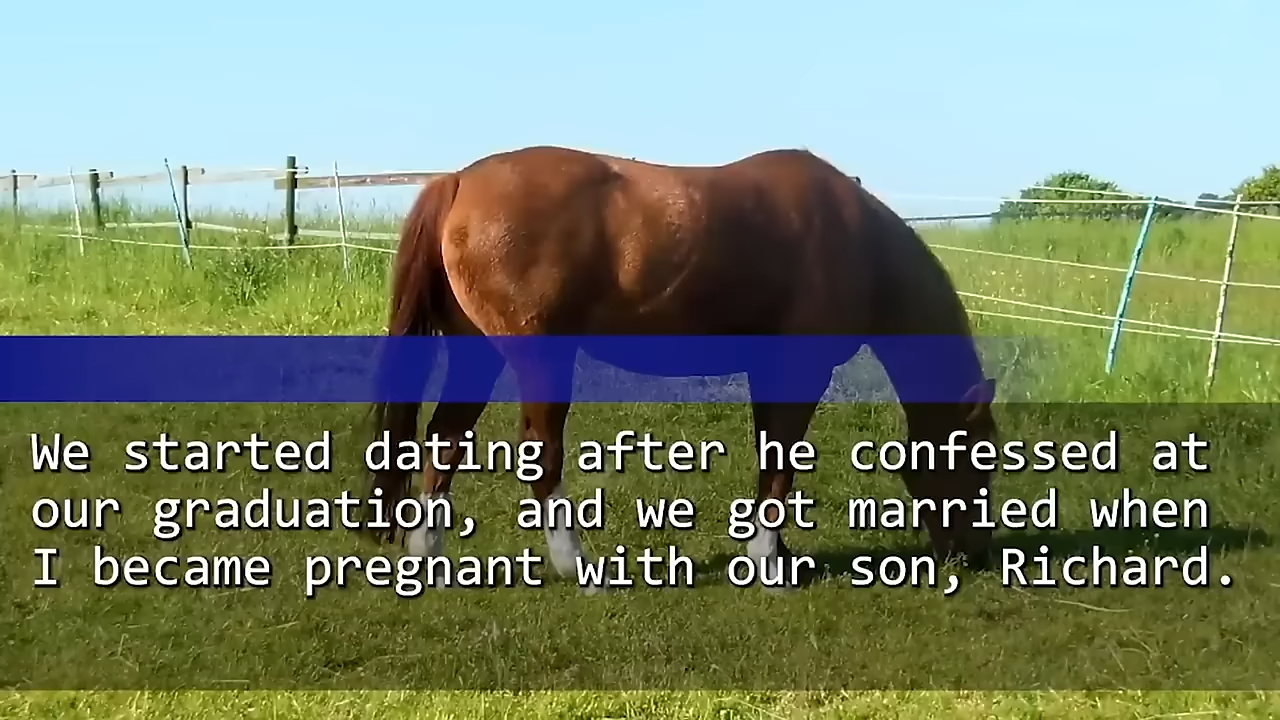 We started dating after he confessed at
our graduation, and we got married when
I became pregnant with our son, Richard.